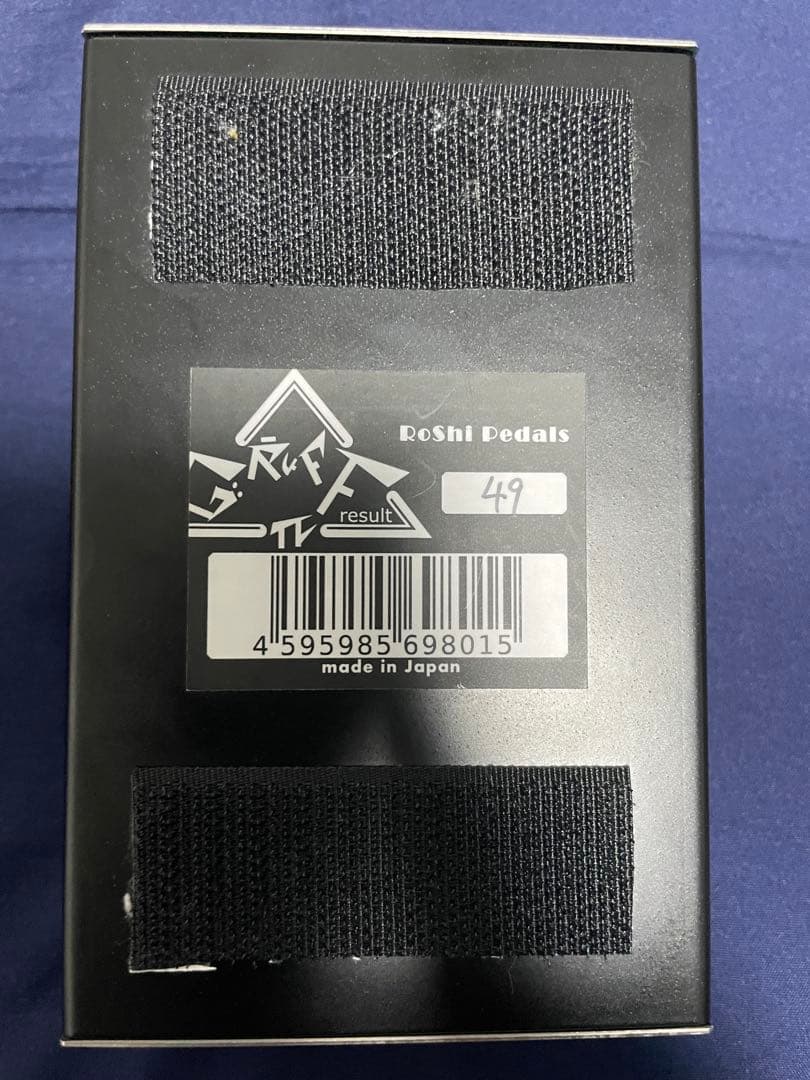 RoShi Pedals
49
result
4 595985 698015
made in Japan